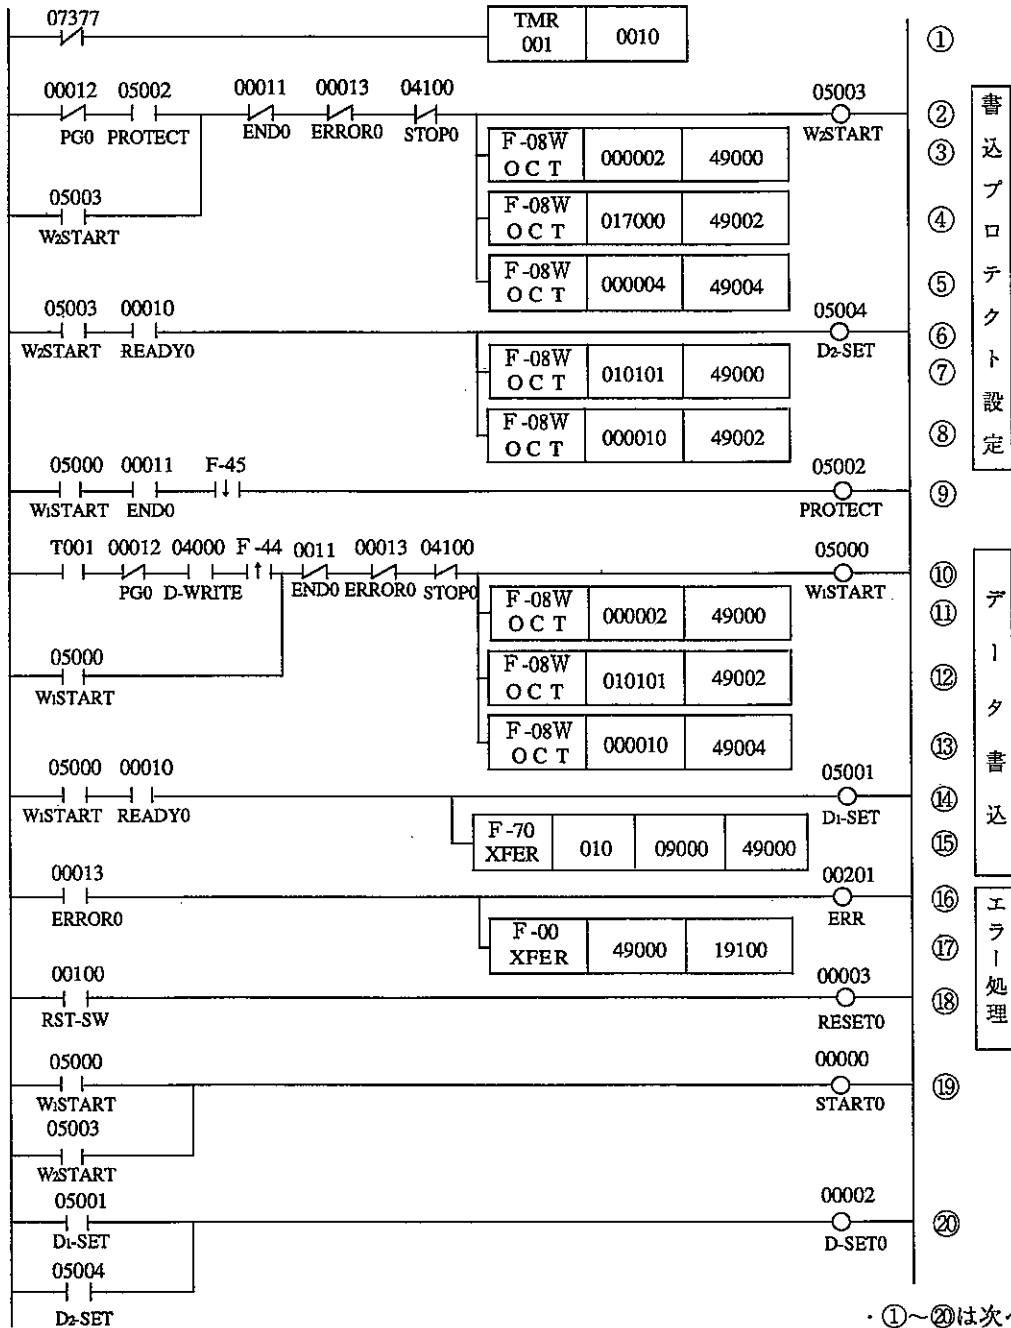 07377
TMR 001 0010 ①
00012 05002 00011 00013 04100 05003
PG0 PROTECT END0 ERROR0 STOP0 W2START ②
F-08W OCT 000002 49000 ③
05003
W2START
F-08W OCT 017000 49002 ④
F-08W OCT 000004 49004 ⑤
05003 00010 05004
W2START READY0 D2-SET ⑥
F-08W OCT 010101 49000 ⑦
F-08W OCT 000010 49002 ⑧
書込プロテクト設定
05000 00011 F-45 05002
W1START END0 PROTECT ⑨
T001 00012 04000 F-44 0011 00013 04100 05000
PG0 D-WRITE END0 ERROR0 STOP0 W1START ⑩
F-08W OCT 000002 49000 ⑪
05000
W1START
F-08W OCT 010101 49002 ⑫
F-08W OCT 000010 49004 ⑬
05000 00010 05001
W1START READY0 D1-SET ⑭
F-70 XFER 010 09000 49000 ⑮
データ書込
00013 00201
ERROR0 ERR ⑯
F-00 XFER 49000 19100 ⑰
00100 00003
RST-SW RESET0 ⑱
エラー処理
05000 00000
W1START START0 ⑲
05003
W2START
05001 00002
D1-SET D-SET0 ⑳
05004
D2-SET
・①～⑳は次